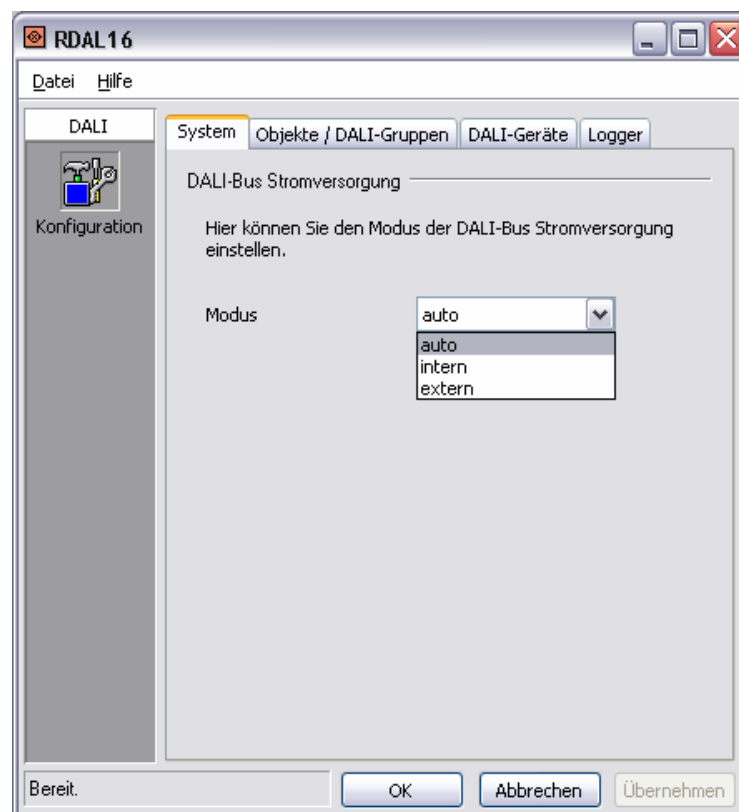 RDAL16
Datei Hilfe
DALI
Konfiguration
System Objekte / DALI-Gruppen DALI-Geräte Logger
DALI-Bus Stromversorgung
Hier können Sie den Modus der DALI-Bus Stromversorgung
einstellen.
Modus auto
auto
intern
extern
Bereit. OK Abbrechen Übernehmen